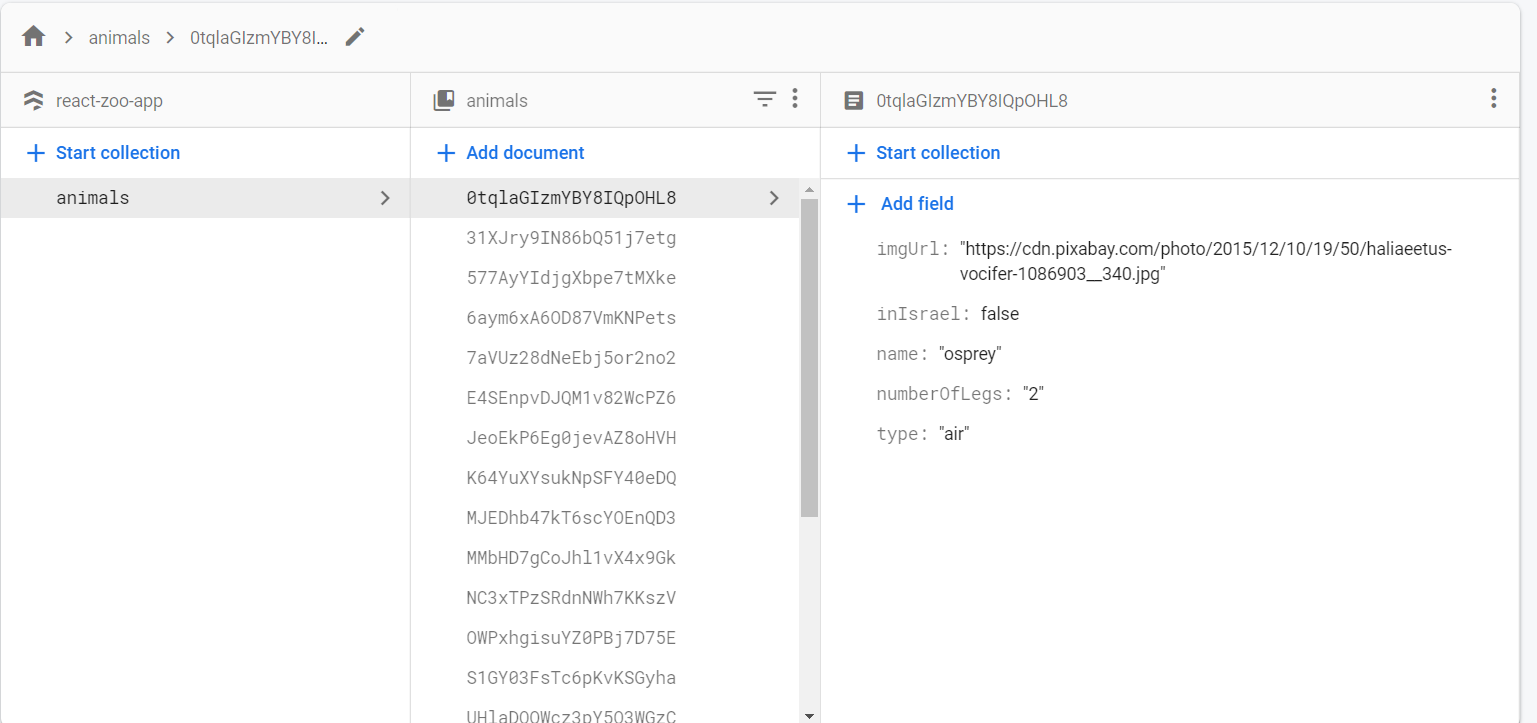 animals
0tqlaGIzmYBY8I...
react-zoo-app
animals
0tqlaGIzmYBY8IQpOHL8
Start collection
Add document
Start collection
animals
0tqlaGIzmYBY8IQpOHL8
31XJry9IN86bQ51j7etg
577AyYIdjgXbpe7tMXke
6aym6xA6OD87VmKNPets
7aVUz28dNeEbj5or2no2
E4SEnpvDJQM1v82WcPZ6
JeoEkP6Eg0jevAZ8oHVH
K64YuXYsukNpSFY40eDQ
MJEDhb47kT6scYOEnQD3
MMbHD7gCoJhl1vX4x9Gk
NC3xTPzSRdnNWh7KKszV
OWPxhgisuYZ0PBj7D75E
S1GY03FsTc6pKvKSGyha
Add field
imgUrl: "https://cdn.pixabay.com/photo/2015/12/10/19/50/haliaeetus-
vocifer-1086903__340.jpg"
inIsrael: false
name: "osprey"
numberOfLegs: "2"
type: "air"